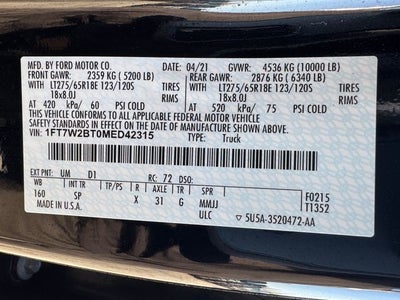 MFD. BY FORD MOTOR CO. 04/21 GVWR: 4536 KG (10000 LB)
FRONT GAWR: 2359 KG ( 5200 LB) REAR GAWR: 2876 KG ( 6340 LB)
LT275/65R18E 123/120S TIRES LT275/65R18E 123/120S TIRES
18x8.0J RIMS 18x8.0J RIMS
AT 420 kPa/ 60 PSI COLD AT 520 kPa/ 75 PSI COLD
THIS VEHICLE CONFORMS TO ALL APPLICABLE FEDERAL MOTOR VEHICLE
SAFETY STANDARDS IN EFFECT ON THE DATE OF MANUFACTURE SHOWN ABOVE.
VIN: 1FT7W2BT0MED42315 TYPE: Truck
EXT PNT: UM D1 RC: 72 DSO:
WB INT TR TP/PS R AXLE TR SPR F0215
160 SP X 31 G MMJJ T1352
MADE IN U.S.A. ULC 5U5A-3520472-AA